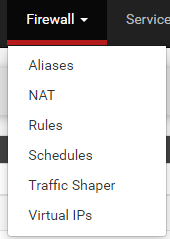 Firewall Service
Aliases
NAT
Rules
Schedules
Traffic Shaper
Virtual IPs